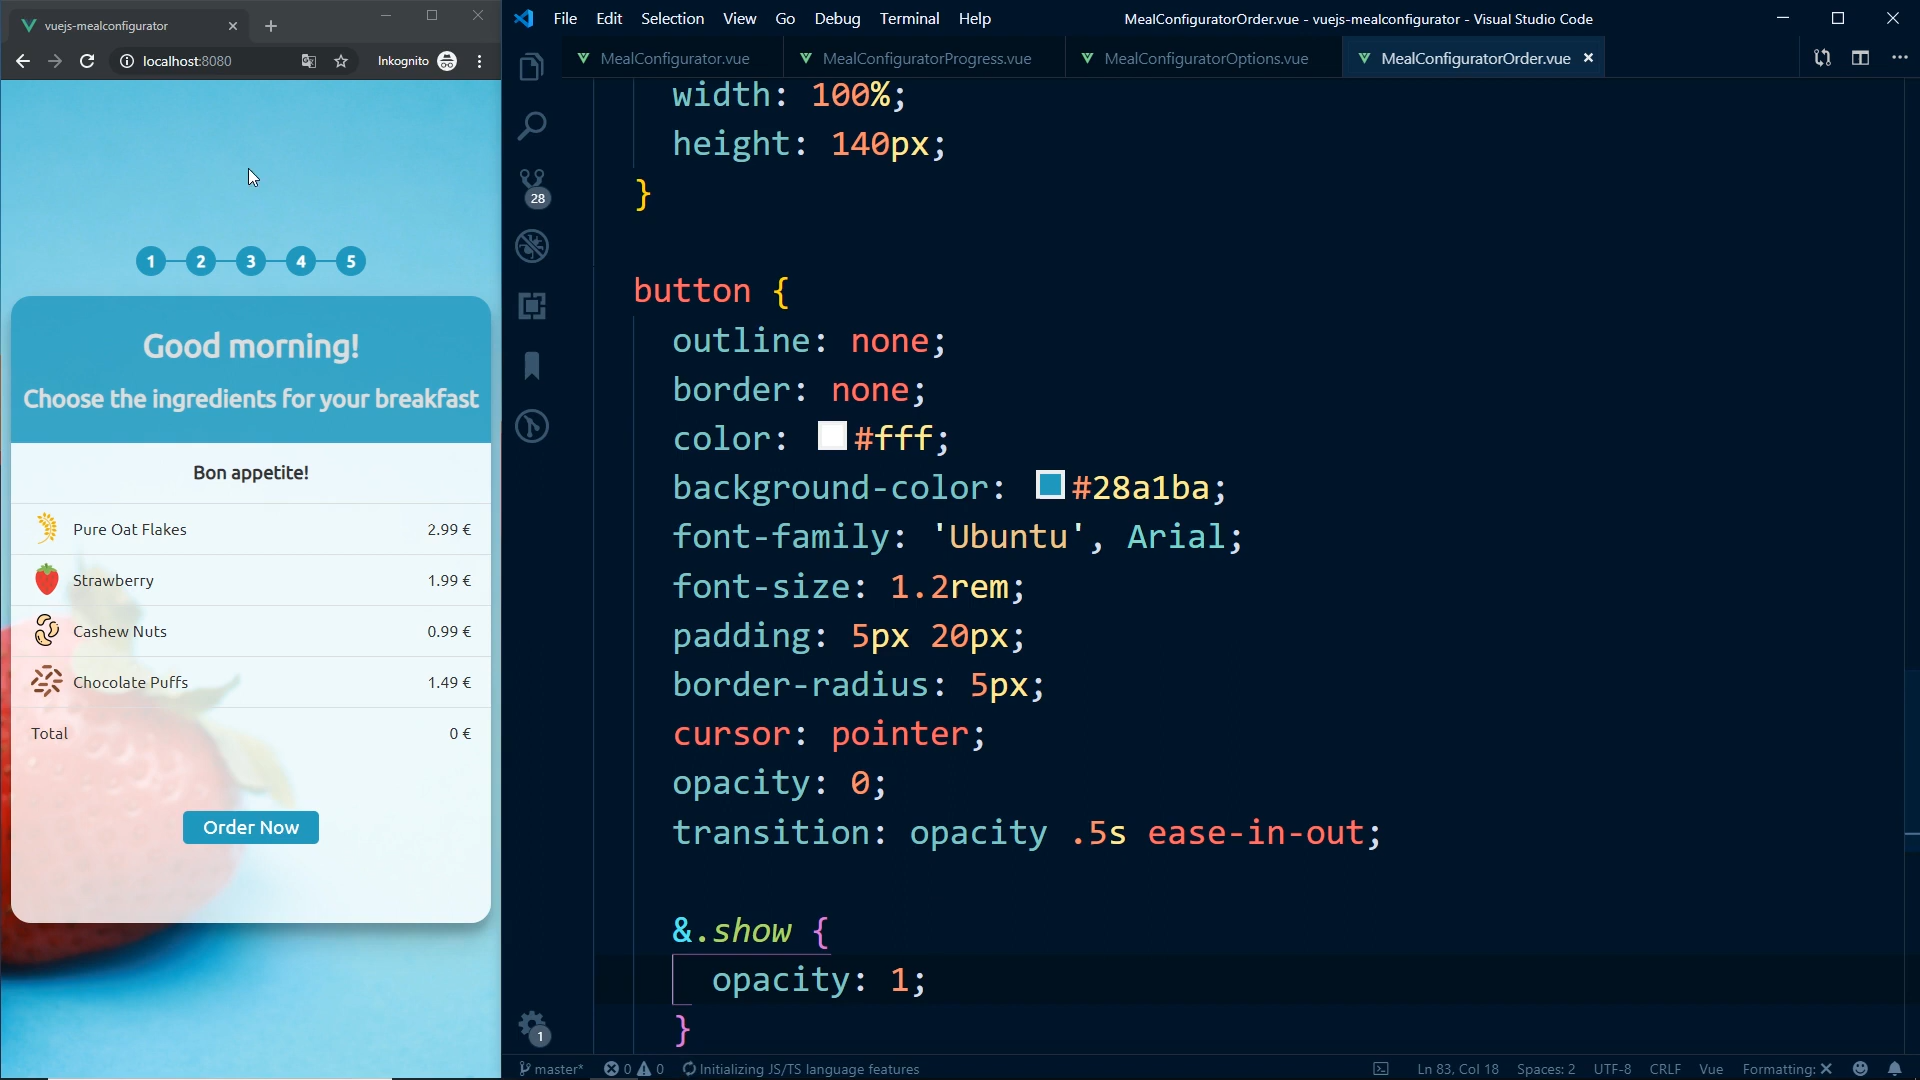 vuejs-mealconfigurator
localhost:8080
Inkognito
1 2 3 4 5
Good morning!
Choose the ingredients for your breakfast
Bon appetite!
Pure Oat Flakes 2.99 €
Strawberry 1.99 €
Cashew Nuts 0.99 €
Chocolate Puffs 1.49 €
Total 0 €
Order Now
File Edit Selection View Go Debug Terminal Help
MealConfiguratorOrder.vue - vuejs-mealconfigurator - Visual Studio Code
MealConfigurator.vue MealConfiguratorProgress.vue MealConfiguratorOptions.vue MealConfiguratorOrder.vue
28
1
width: 100%;
height: 140px;
}
button {
outline: none;
border: none;
color: #fff;
background-color: #28a1ba;
font-family: 'Ubuntu', Arial;
font-size: 1.2rem;
padding: 5px 20px;
border-radius: 5px;
cursor: pointer;
opacity: 0;
transition: opacity .5s ease-in-out;
&.show {
opacity: 1;
}
master* 0 0 Initializing JS/TS language features Ln 83, Col 18 Spaces: 2 UTF-8 CRLF Vue Formatting: ✕